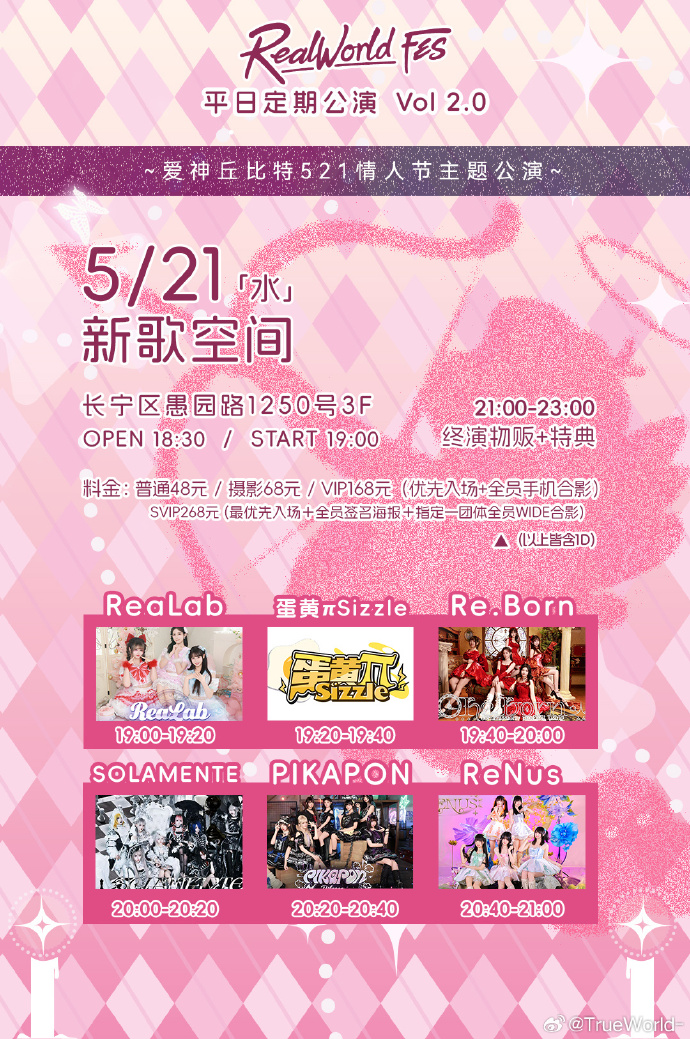 RealWorld FES
平日定期公演 Vol 2.0
~爱神丘比特521情人节主题公演~
5/21「水」
新歌空间
长宁区愚园路1250号3F
OPEN 18:30 / START 19:00
21:00-23:00
终演物贩+特典
料金：普通48元 / 摄影68元 / VIP168元（优先入场+全员手机合影）
SVIP268元（最优先入场＋全员签名海报＋指定一团体全员WIDE合影）
▲（以上皆含1D）
ReaLab
蛋黄πSizzle
Re.Born
ReaLab
蛋黄π
Sizzle
Re:born
19:00-19:20
19:20-19:40
19:40-20:00
SOLAMENTE
PIKAPON
ReNus
PIKAPON
20:00-20:20
20:20-20:40
20:40-21:00
@TrueWorld-